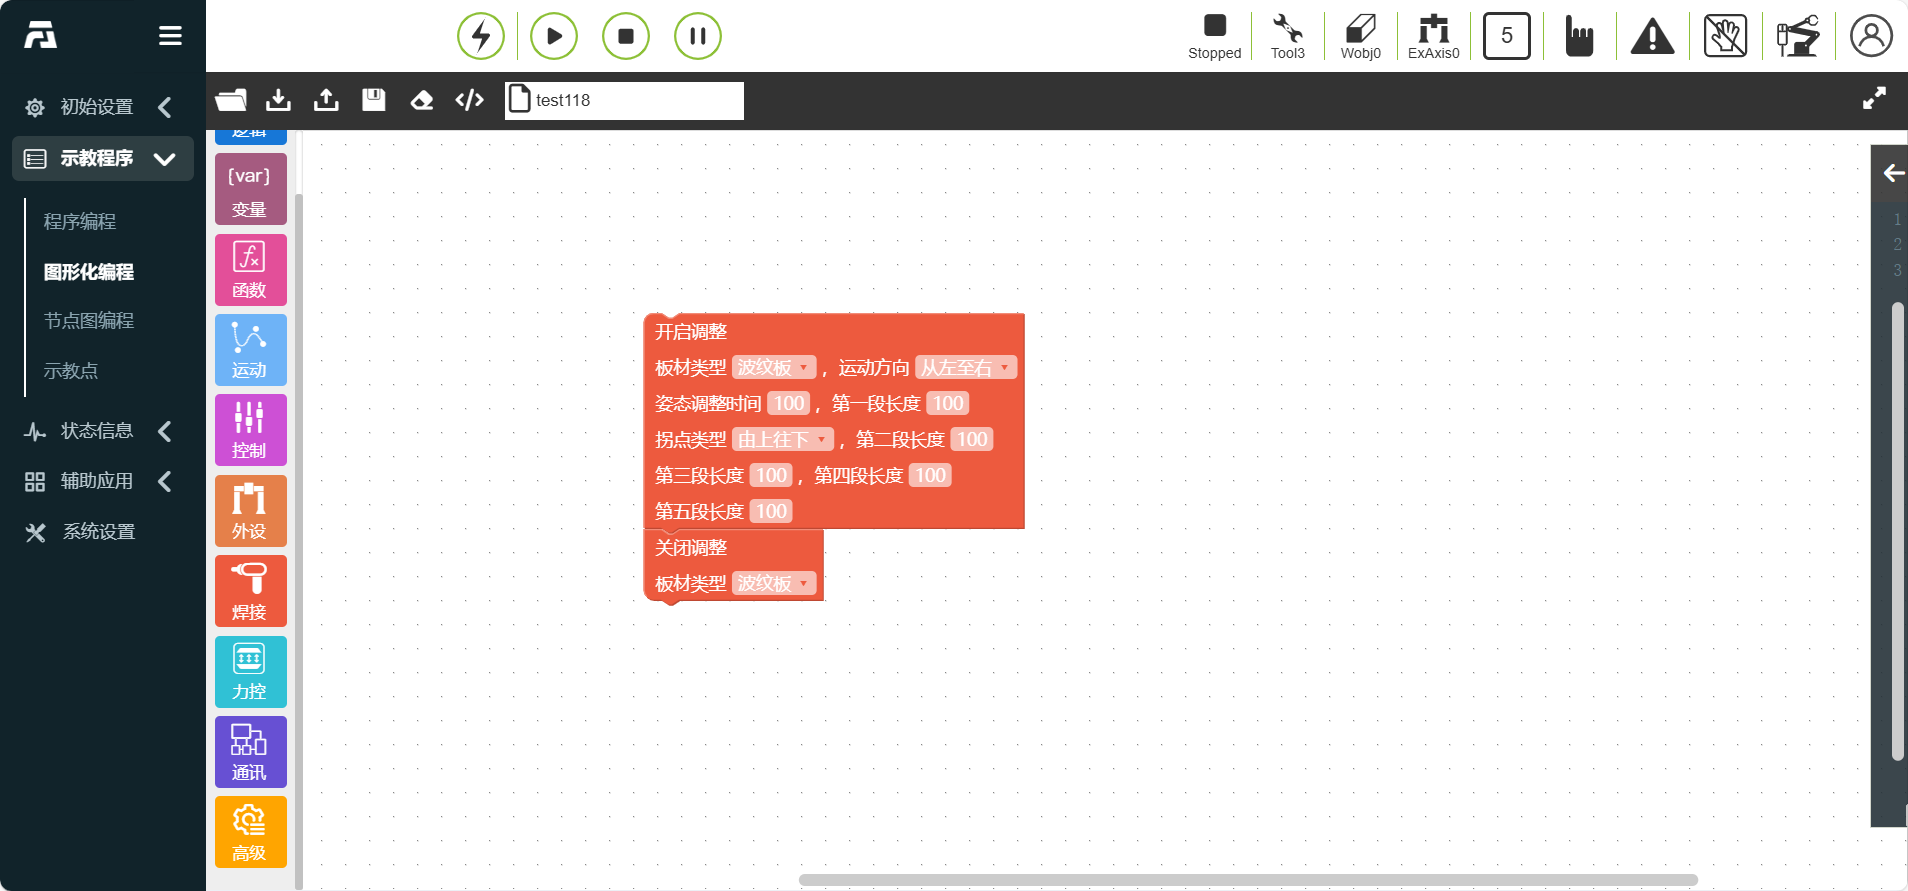 Stopped
Tool3
Wobj0
ExAxis0
5
test118
初始设置
示教程序
程序编程
图形化编程
节点图编程
示教点
状态信息
辅助应用
系统设置
逻辑
{var}
变量
函数
运动
控制
外设
焊接
力控
通讯
高级
开启调整
板材类型 波纹板 ，运动方向 从左至右
姿态调整时间 100 ，第一段长度 100
拐点类型 由上往下 ，第二段长度 100
第三段长度 100 ，第四段长度 100
第五段长度 100
关闭调整
板材类型 波纹板
1
2
3